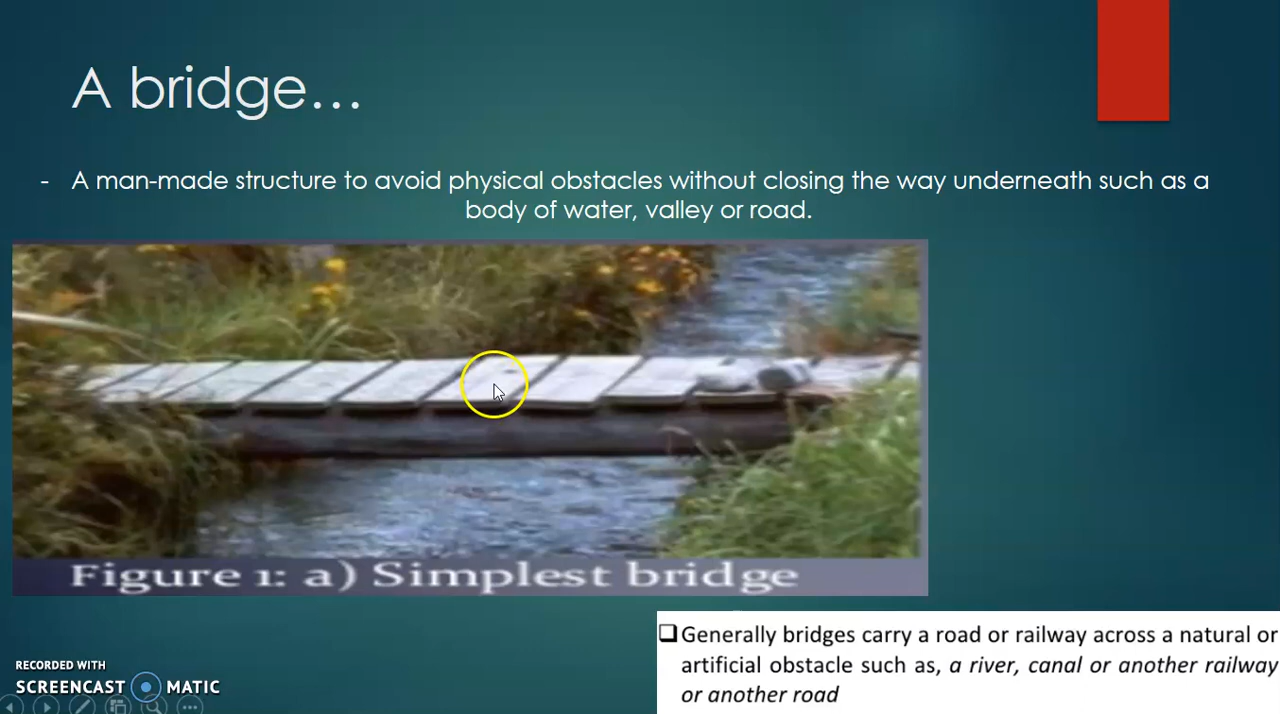 A bridge…
- A man-made structure to avoid physical obstacles without closing the way underneath such as a
body of water, valley or road.
Figure 1: a) Simplest bridge
❑ Generally bridges carry a road or railway across a natural or
artificial obstacle such as, a river, canal or another railway
or another road
RECORDED WITH
SCREENCAST MATIC